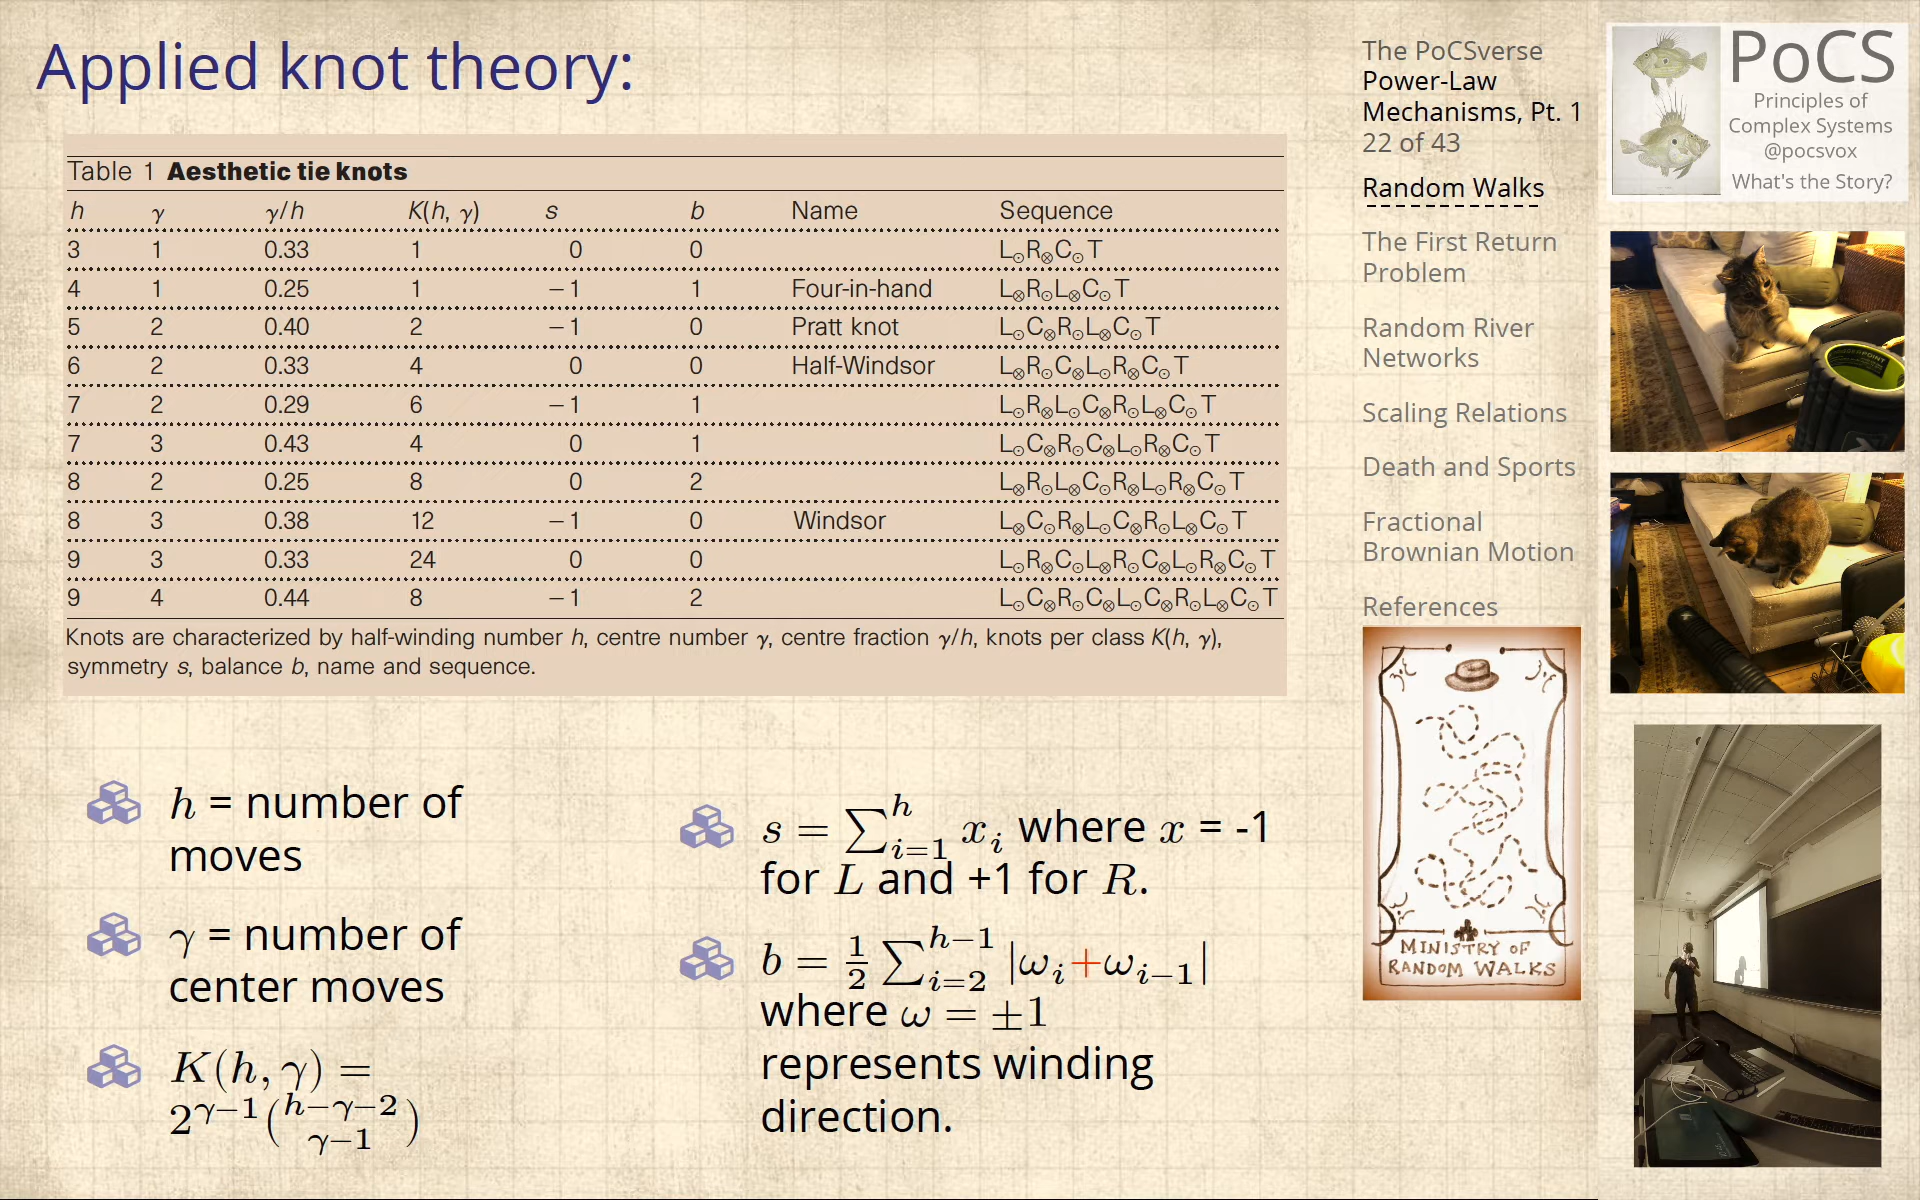 Applied knot theory:
Table 1 Aesthetic tie knots
h γ γ/h K(h, γ) s b Name Sequence
3 1 0.33 1 0 0 L⊙R⊗C⊙T
4 1 0.25 1 −1 1 Four-in-hand L⊗R⊙L⊗C⊙T
5 2 0.40 2 −1 0 Pratt knot L⊙C⊗R⊙L⊗C⊙T
6 2 0.33 4 0 0 Half-Windsor L⊗R⊙C⊗L⊙R⊗C⊙T
7 2 0.29 6 −1 1 L⊙R⊗L⊙C⊗R⊙L⊗C⊙T
7 3 0.43 4 0 1 L⊙C⊗R⊙C⊗L⊙R⊗C⊙T
8 2 0.25 8 0 2 L⊗R⊙L⊗C⊙R⊗L⊙R⊗C⊙T
8 3 0.38 12 −1 0 Windsor L⊗C⊙R⊗L⊙C⊗R⊙L⊗C⊙T
9 3 0.33 24 0 0 L⊙R⊗C⊙L⊗R⊙C⊗L⊙R⊗C⊙T
9 4 0.44 8 −1 2 L⊙C⊗R⊙C⊗L⊙C⊗R⊙L⊗C⊙T
Knots are characterized by half-winding number h, centre number γ, centre fraction γ/h, knots per class K(h, γ),
symmetry s, balance b, name and sequence.
h = number of
moves
γ = number of
center moves
K(h, γ) =
2^{γ−1} \binom{h−γ−2}{γ−1}
s = ∑_{i=1}^{h} x_i where x = -1
for L and +1 for R.
b = \frac{1}{2} ∑_{i=2}^{h−1} |ω_i+ω_{i−1}|
where ω = ±1
represents winding
direction.
The PoCSverse
Power-Law
Mechanisms, Pt. 1
22 of 43
Random Walks
The First Return
Problem
Random River
Networks
Scaling Relations
Death and Sports
Fractional
Brownian Motion
References
MINISTRY OF
RANDOM WALKS
PoCS
Principles of
Complex Systems
@pocsvox
What's the Story?